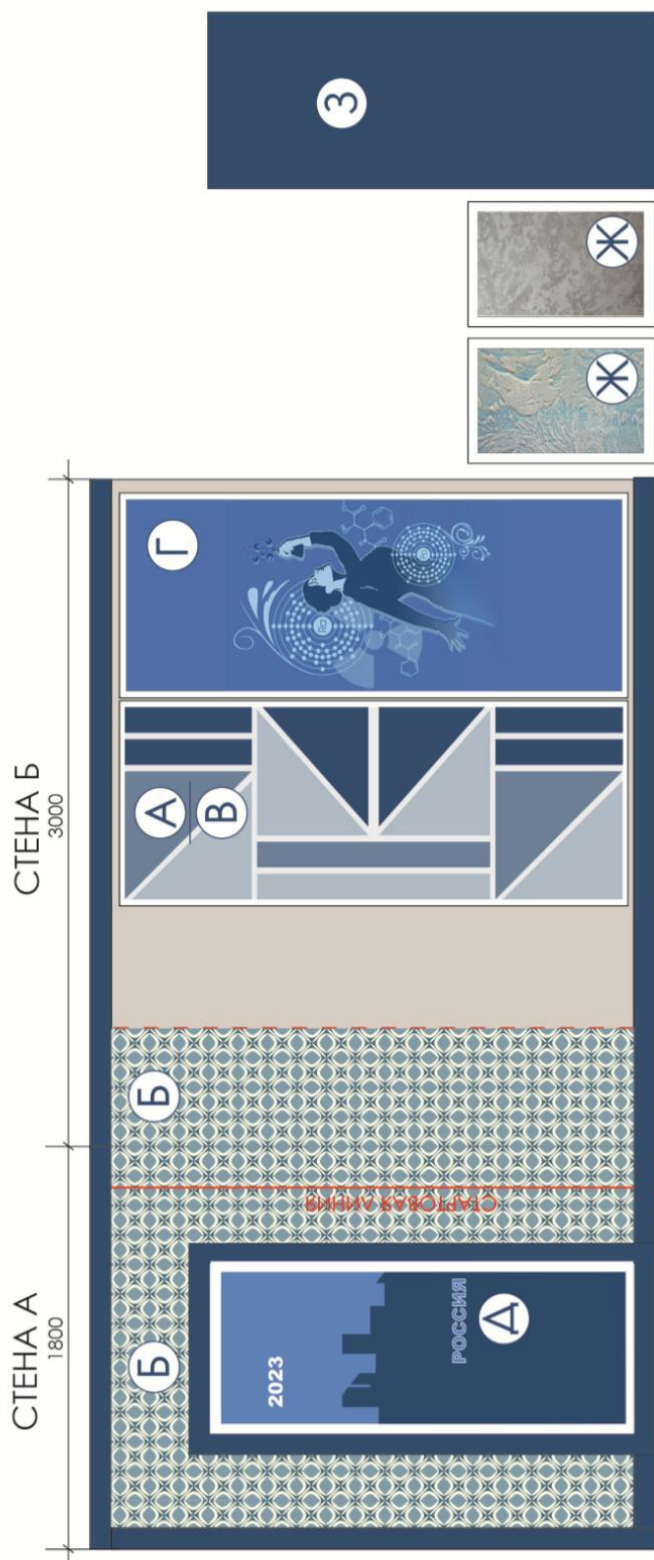 СТЕНА А
1800
СТЕНА Б
3000
Б
Б
А
В
Г
СТАРТОВАЯ ЛИНИЯ
2023
РОССИЯ
Д
Ж
Ж
З